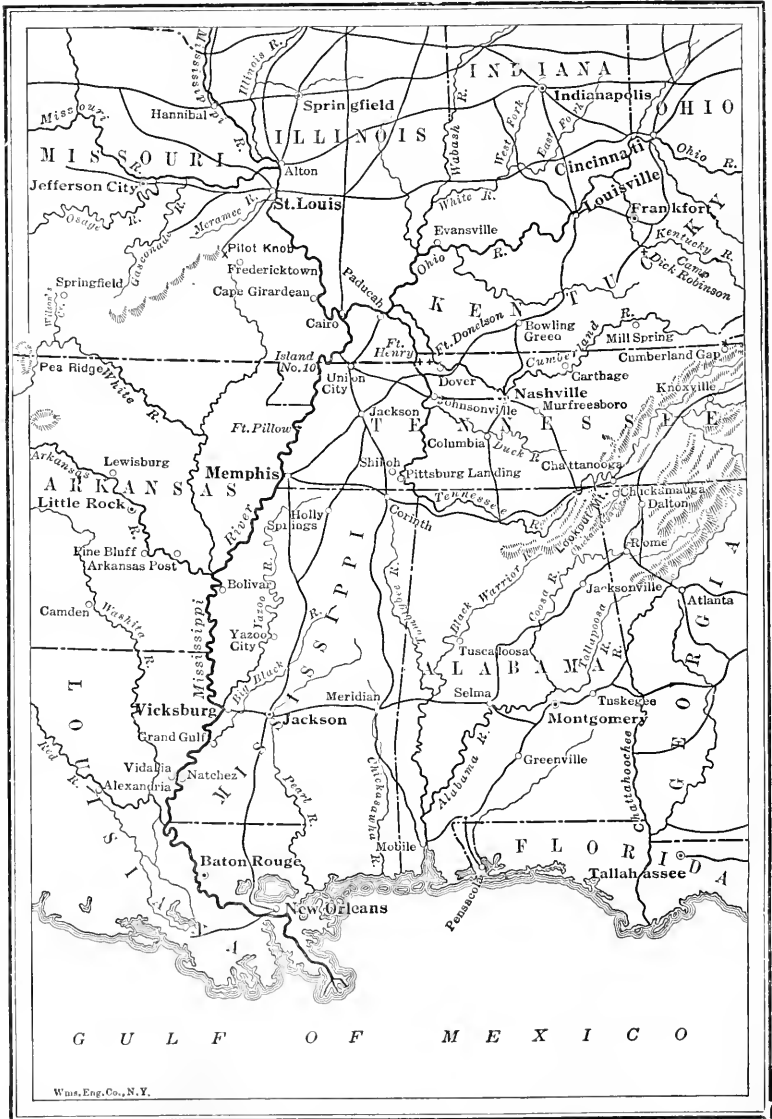 Mississippi
R.
Illinois R.
INDIANA
Indianapolis
OHIO
Hannibal
Springfield
Missouri
R.
ILLINOIS
Wabash R.
West Fork
East Fork
Cincinnati
Ohio R.
MISSOURI
Alton
Jefferson City
St. Louis
Louisville
Frankfort
White R.
Osage R.
Gasconade R.
Meramec R.
Evansville
Kentucky R.
Camp
Dick Robinson
Pilot Knob
Fredericktown
Ohio R.
Springfield
Cape Girardeau
Paducah
KENTUCKY
Wilson's
Cr.
Cairo
Ft. Donelson
Bowling
Green
Cumberland R.
Mill Spring
Island
No. 10
Ft.
Henry
Cumberland Gap
Pea Ridge
White R.
Union
City
Dover
Carthage
Nashville
Knoxville
Johnsonville
Murfreesboro
Jackson
TENNESSEE
Ft. Pillow
Columbia
Duck R.
Arkansas
R.
Lewisburg
Memphis
Shiloh
Pittsburg Landing
Chattanooga
ARKANSAS
Tennessee R.
Chickamauga
Little Rock
Holly
Springs
Corinth
Lookout Mt.
Dalton
River
Pine Bluff
Arkansas Post
Rome
Bolivar
Yazoo R.
Tombigbee R.
Black Warrior R.
Coosa R.
Jacksonville
Atlanta
Camden
Washita
R.
Mississippi
Yazoo
City
MISSISSIPPI
Tuscaloosa
Tallapoosa
R.
ALABAMA
GEORGIA
Big Black
R.
Vicksburg
Jackson
Meridian
Selma
Tuskegee
Montgomery
Grand Gulf
LOUISIANA
Red R.
Vidalia
Natchez
Alexandria
Pearl
R.
Chickasawha
R.
Alabama R.
Greenville
Chattahoochee
Mobile
FLORIDA
Baton Rouge
Tallahassee
New Orleans
Pensacola
GULF OF MEXICO
Wms. Eng. Co., N.Y.